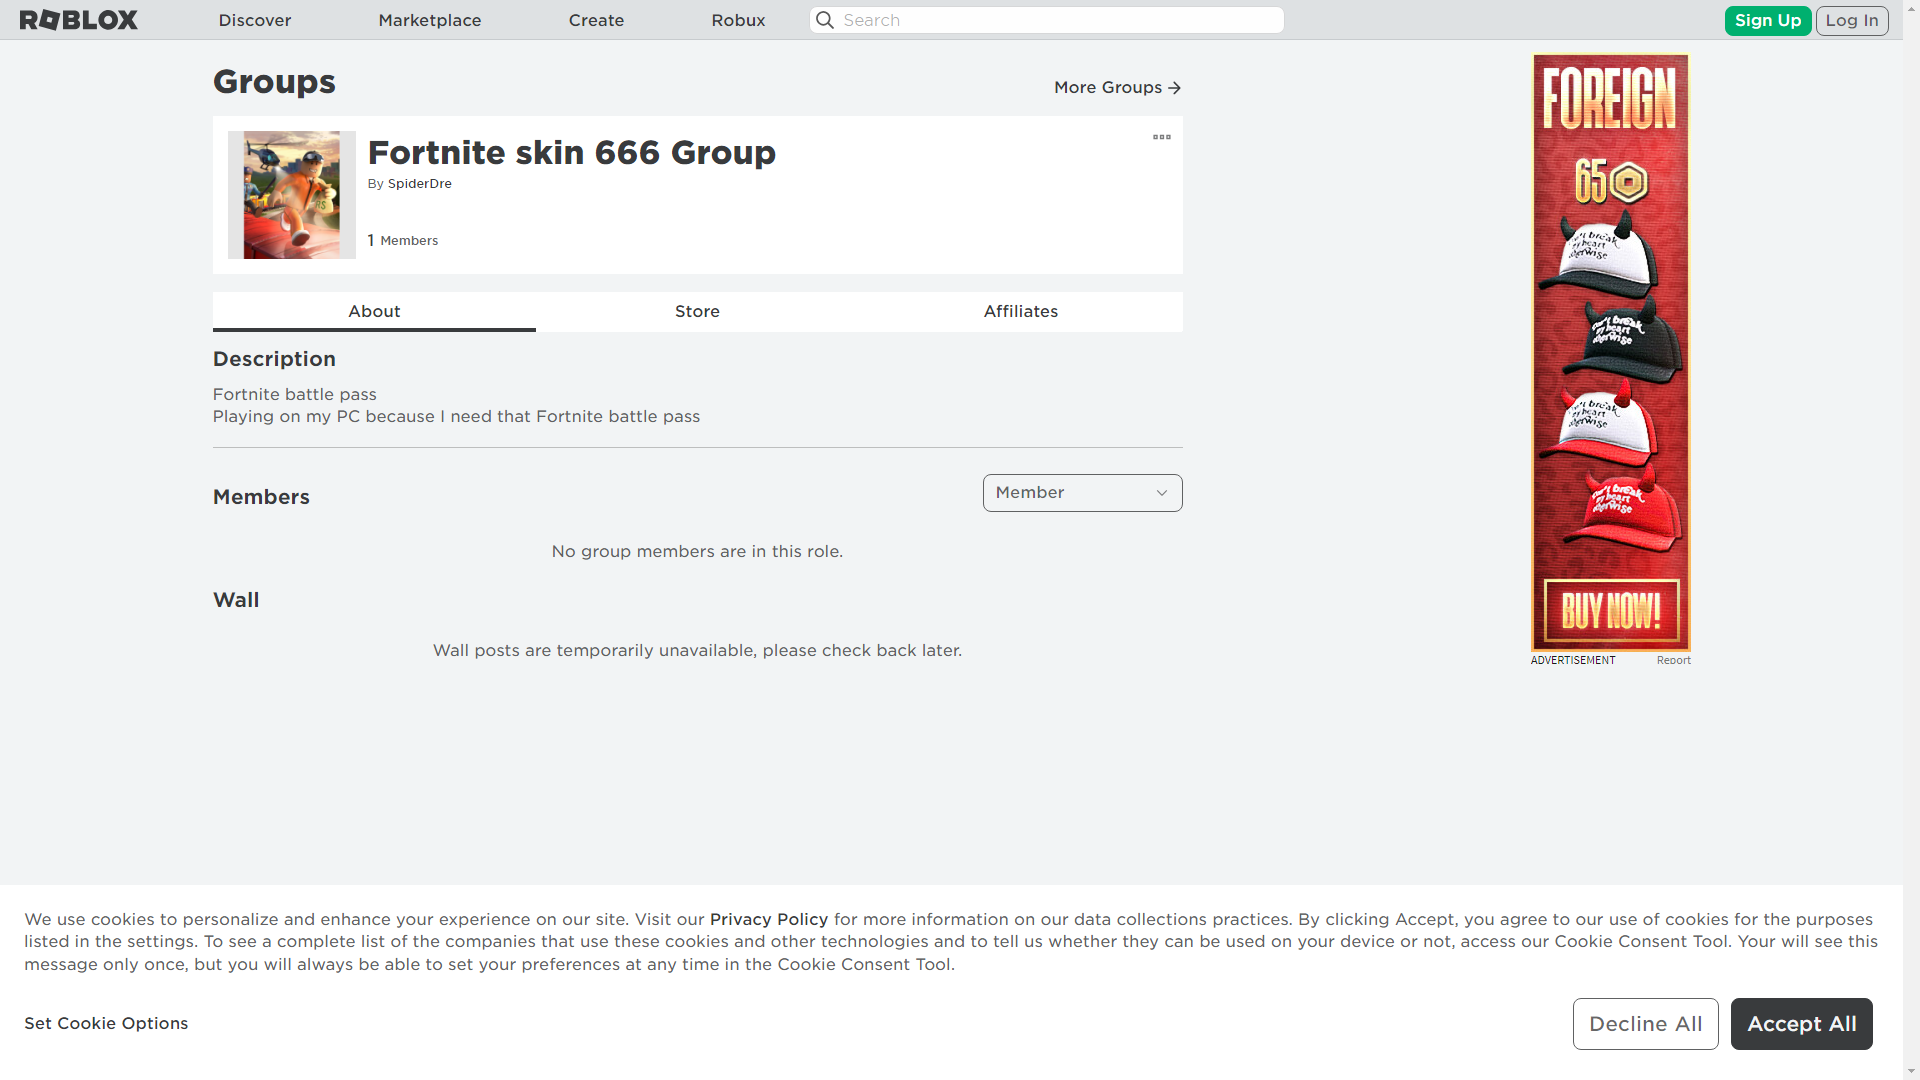 ROBLOX
Discover
Marketplace
Create
Robux
Search
Sign Up
Log In
Groups
More Groups
Fortnite skin 666 Group
By SpiderDre
1 Members
About
Store
Affiliates
Description
Fortnite battle pass
Playing on my PC because I need that Fortnite battle pass
Members
Member
No group members are in this role.
Wall
Wall posts are temporarily unavailable, please check back later.
FOREIGN
65
BUY NOW!
ADVERTISEMENT
Report
We use cookies to personalize and enhance your experience on our site. Visit our Privacy Policy for more information on our data collections practices. By clicking Accept, you agree to our use of cookies for the purposes
listed in the settings. To see a complete list of the companies that use these cookies and other technologies and to tell us whether they can be used on your device or not, access our Cookie Consent Tool. Your will see this
message only once, but you will always be able to set your preferences at any time in the Cookie Consent Tool.
Set Cookie Options
Decline All
Accept All